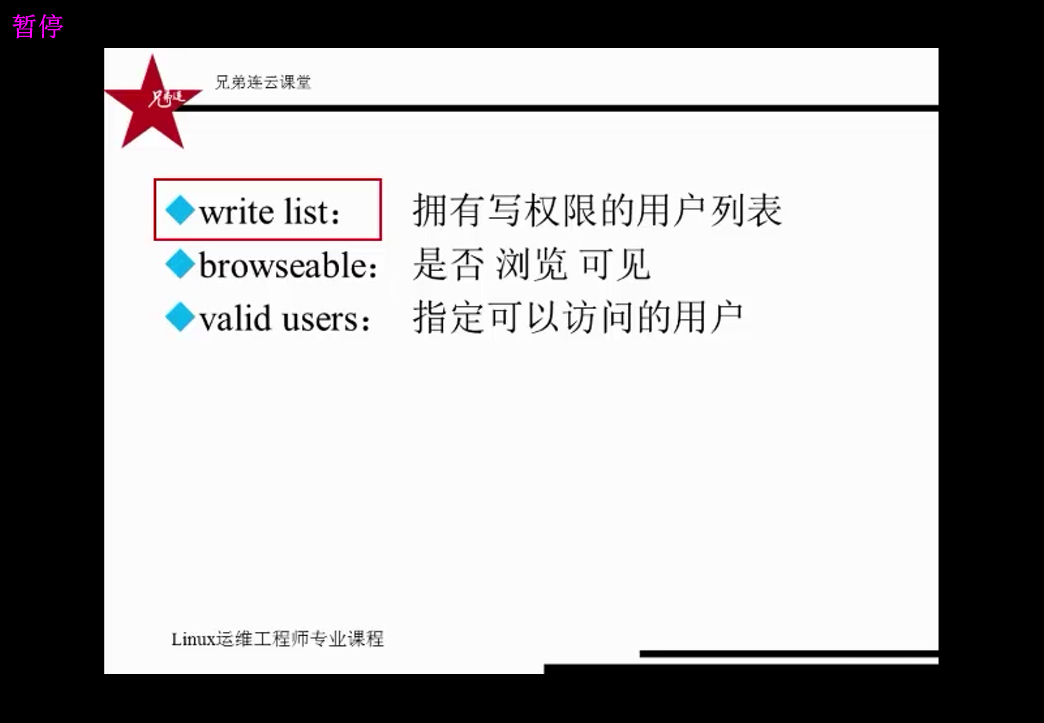 暂停
兄弟连云课堂
兄弟连
write list： 拥有写权限的用户列表
browseable： 是否 浏览 可见
valid users： 指定可以访问的用户
Linux运维工程师专业课程